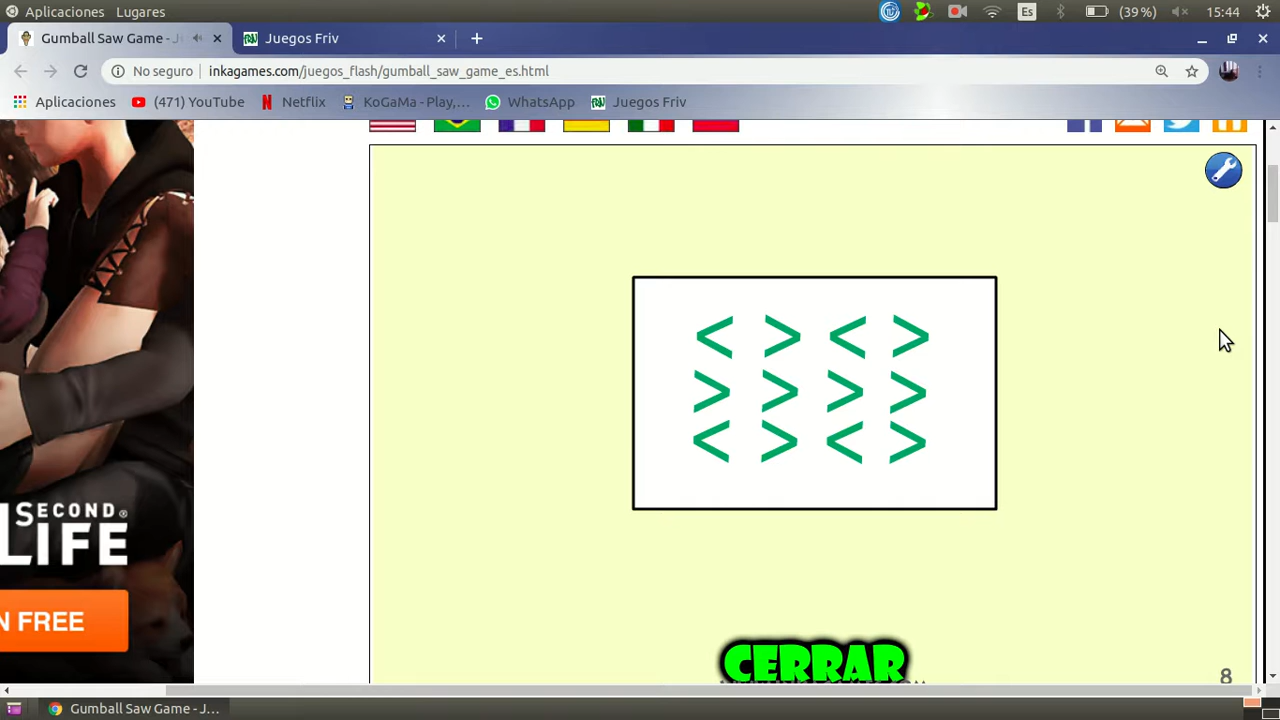 Aplicaciones Lugares Es (39%) 15:44
Gumball Saw Game - J Juegos Friv
No seguro inkagames.com/juegos_flash/gumball_saw_game_es.html
Aplicaciones (471) YouTube Netflix KoGaMa - Play,... WhatsApp Juegos Friv
< > < >
> > > >
< > < >
SECOND®
LIFE
N FREE
CERRAR
8
Gumball Saw Game - J...